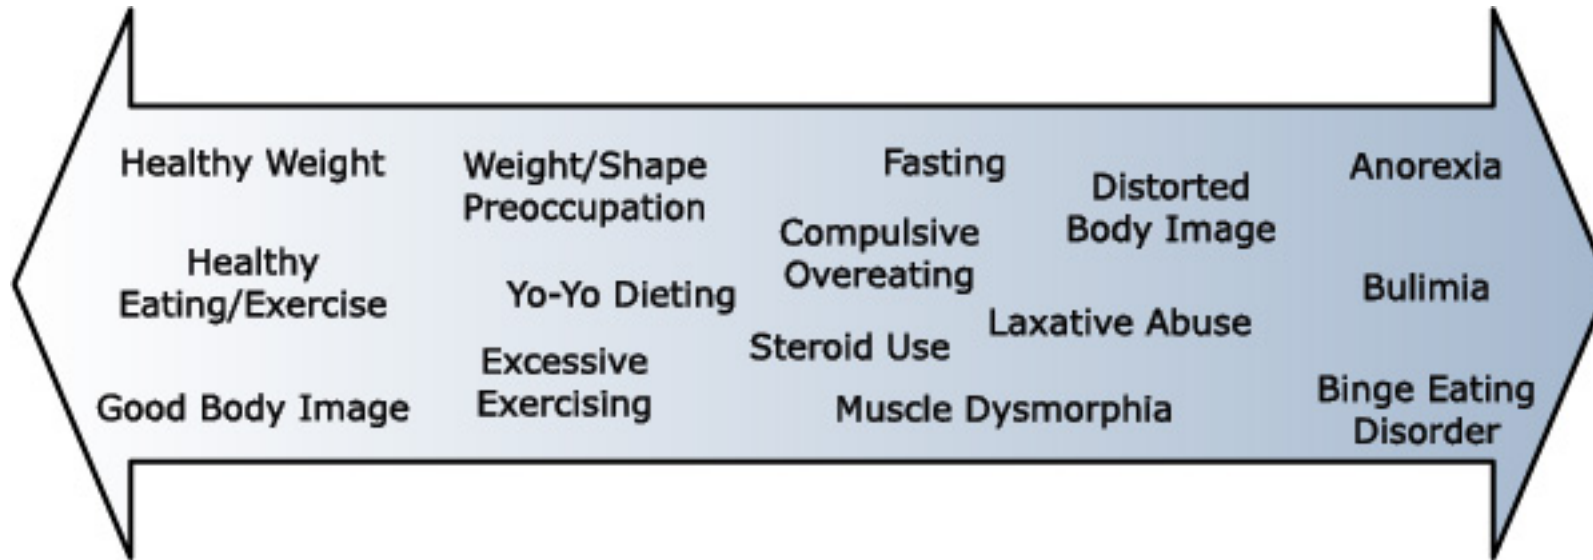 Healthy Weight
Healthy
Eating/Exercise
Good Body Image
Weight/Shape
Preoccupation
Yo-Yo Dieting
Excessive
Exercising
Fasting
Compulsive
Overeating
Steroid Use
Muscle Dysmorphia
Distorted
Body Image
Laxative Abuse
Anorexia
Bulimia
Binge Eating
Disorder